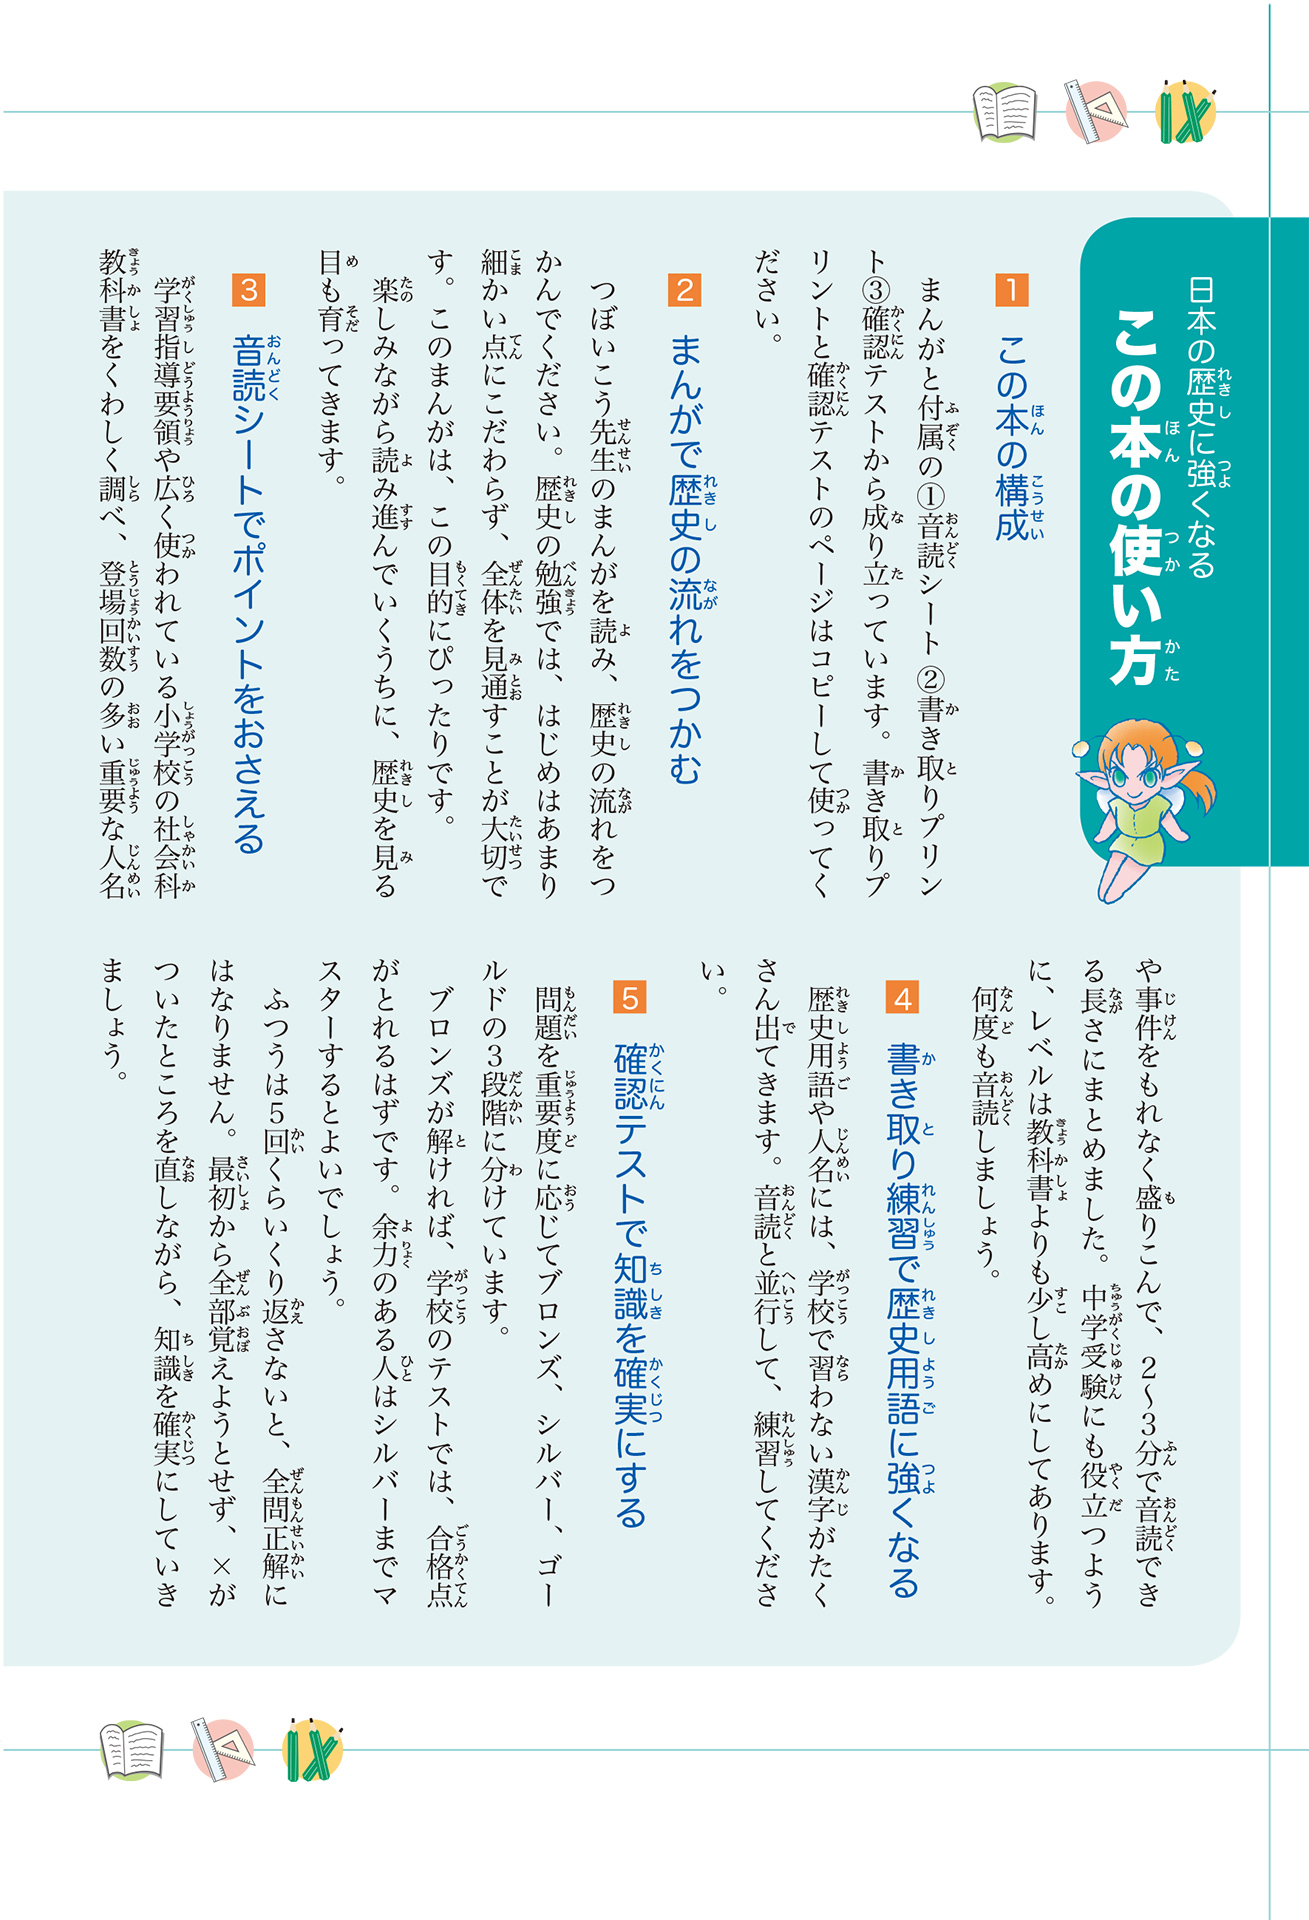 日本の歴史に強くなる
この本の使い方
1 この本の構成
まんがと付属の①音読シート ②書き取りプリン
ト③確認テストから成り立っています。書き取りプ
リントと確認テストのページはコピーして使ってく
ださい。
2 まんがで歴史の流れをつかむ
つぼいこう先生のまんがを読み、歴史の流れをつ
かんでください。歴史の勉強では、はじめはあまり
細かい点にこだわらず、全体を見通すことが大切で
す。このまんがは、この目的にぴったりです。
楽しみながら読み進んでいくうちに、歴史を見る
目も育ってきます。
3 音読シートでポイントをおさえる
学習指導要領や広く使われている小学校の社会科
教科書をくわしく調べ、登場回数の多い重要な人名
や事件をもれなく盛りこんで、2〜3分で音読でき
る長さにまとめました。中学受験にも役立つよう
に、レベルは教科書よりも少し高めにしてあります。
何度も音読しましょう。
4 書き取り練習で歴史用語に強くなる
歴史用語や人名には、学校で習わない漢字がたく
さん出てきます。音読と並行して、練習してくださ
い。
5 確認テストで知識を確実にする
問題を重要度に応じてブロンズ、シルバー、ゴー
ルドの3段階に分けています。
ブロンズが解ければ、学校のテストでは、合格点
がとれるはずです。余力のある人はシルバーまでマ
スターするとよいでしょう。
ふつうは5回くらいくり返さないと、全問正解に
はなりません。最初から全部覚えようとせず、×が
ついたところを直しながら、知識を確実にしていき
ましょう。